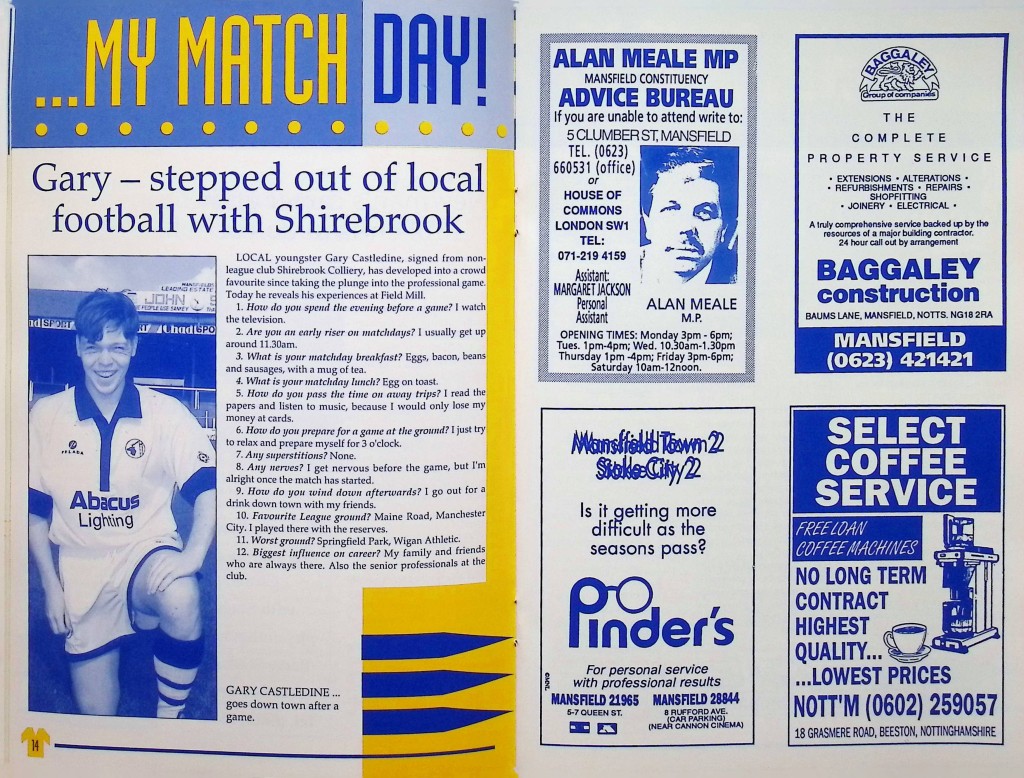 ...MY MATCH DAY!
Gary – stepped out of local
football with Shirebrook
LOCAL youngster Gary Castledine, signed from non-
league club Shirebrook Colliery, has developed into a crowd
favourite since taking the plunge into the professional game.
Today he reveals his experiences at Field Mill.
1. How do you spend the evening before a game? I watch
the television.
2. Are you an early riser on matchdays? I usually get up
around 11.30am.
3. What is your matchday breakfast? Eggs, bacon, beans
and sausages, with a mug of tea.
4. What is your matchday lunch? Egg on toast.
5. How do you pass the time on away trips? I read the
papers and listen to music, because I would only lose my
money at cards.
6. How do you prepare for a game at the ground? I just try
to relax and prepare myself for 3 o'clock.
7. Any superstitions? None.
8. Any nerves? I get nervous before the game, but I'm
alright once the match has started.
9. How do you wind down afterwards? I go out for a
drink down town with my friends.
10. Favourite League ground? Maine Road, Manchester
City. I played there with the reserves.
11. Worst ground? Springfield Park, Wigan Athletic.
12. Biggest influence on career? My family and friends
who are always there. Also the senior professionals at the
club.
LEADING ESTATE
JOHN
SPORT
Chad SPO
Abacus
Lighting
GARY CASTLEDINE ...
goes down town after a
game.
14
ALAN MEALE MP
MANSFIELD CONSTITUENCY
ADVICE BUREAU
If you are unable to attend write to:
5 CLUMBER ST, MANSFIELD
TEL. (0623)
660531 (office)
or
HOUSE OF
COMMONS
LONDON SW1
TEL:
071-219 4159
Assistant:
MARGARET JACKSON
Personal
Assistant
ALAN MEALE
M.P.
OPENING TIMES: Monday 3pm - 6pm;
Tues. 1pm-4pm; Wed. 10.30am-1.30pm
Thursday 1pm -4pm; Friday 3pm-6pm;
Saturday 10am-12noon.
BAGGALEY
Group of companies
THE
COMPLETE
PROPERTY SERVICE
• EXTENSIONS • ALTERATIONS •
• REFURBISHMENTS • REPAIRS •
SHOPFITTING
• JOINERY • ELECTRICAL •
A truly comprehensive service backed up by the
resources of a major building contractor.
24 hour call out by arrangement
BAGGALEY
construction
BAUMS LANE, MANSFIELD, NOTTS. NG18 2RA
MANSFIELD
(0623) 421421
Mansfield Town 2
Stoke City 2
Is it getting more
difficult as the
seasons pass?
Pinder's
For personal service
with professional results
MANSFIELD 21965 MANSFIELD 28844
5-7 QUEEN ST. 8 RUFFORD AVE.
(CAR PARKING)
(NEAR CANNON CINEMA)
SELECT
COFFEE
SERVICE
FREE LOAN
COFFEE MACHINES
NO LONG TERM
CONTRACT
HIGHEST
QUALITY...
...LOWEST PRICES
NOTT'M (0602) 259057
18 GRASMERE ROAD, BEESTON, NOTTINGHAMSHIRE